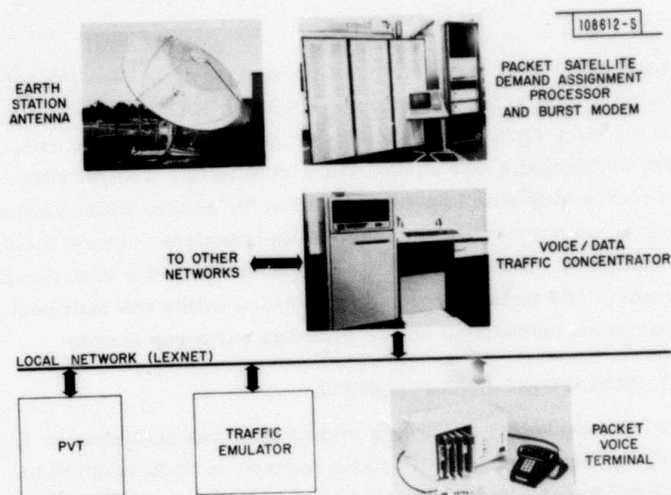 108612-S
EARTH
STATION
ANTENNA
PACKET SATELLITE
DEMAND ASSIGNMENT
PROCESSOR
AND BURST MODEM
TO OTHER
NETWORKS
VOICE / DATA
TRAFFIC CONCENTRATOR
LOCAL NETWORK (LEXNET)
PVT
TRAFFIC
EMULATOR
PACKET
VOICE
TERMINAL